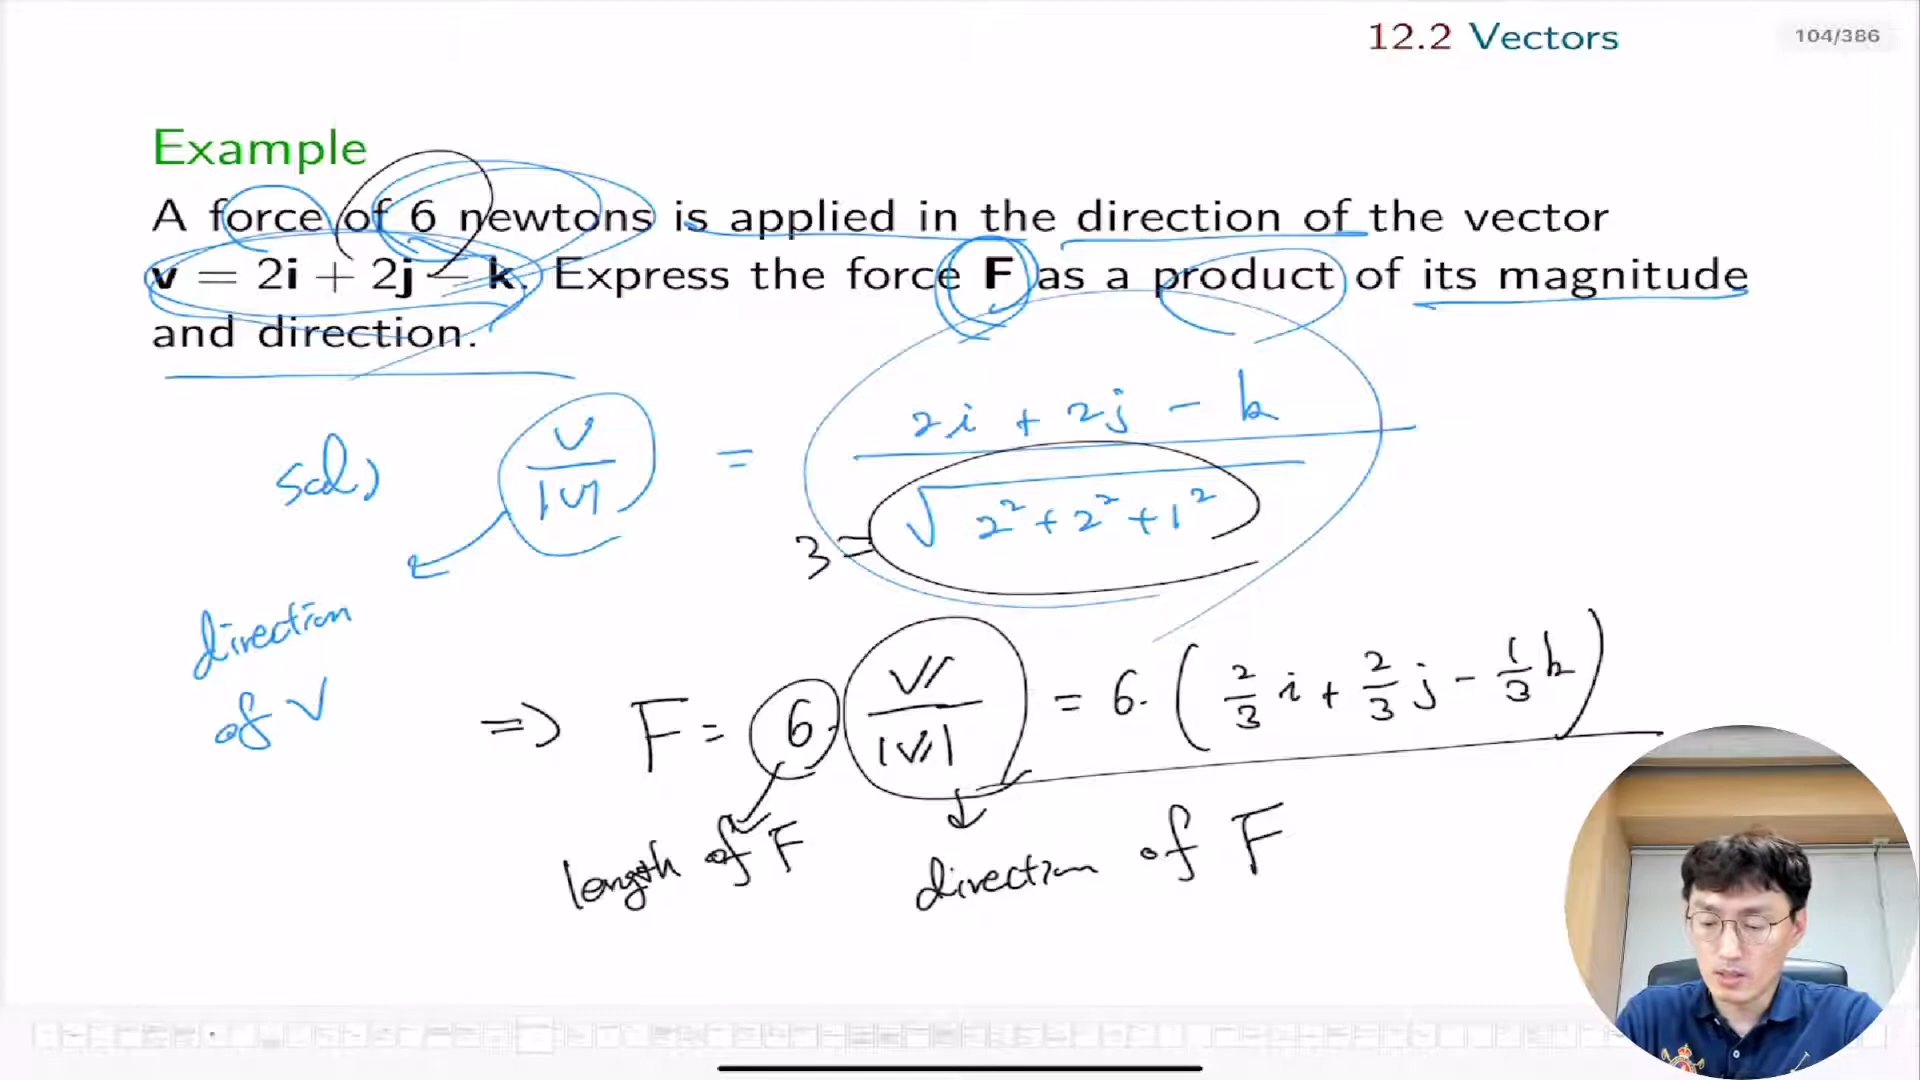 12.2 Vectors
104/386
Example
A force of 6 newtons is applied in the direction of the vector
v = 2i + 2j − k. Express the force F as a product of its magnitude
and direction.
sol) v/|v| = (2i + 2j − k)/√(2² + 2² + 1²)
3 =
direction
of v
⇒ F = 6 · v/|v| = 6 · (2/3 i + 2/3 j − 1/3 k)
length of F
direction of F